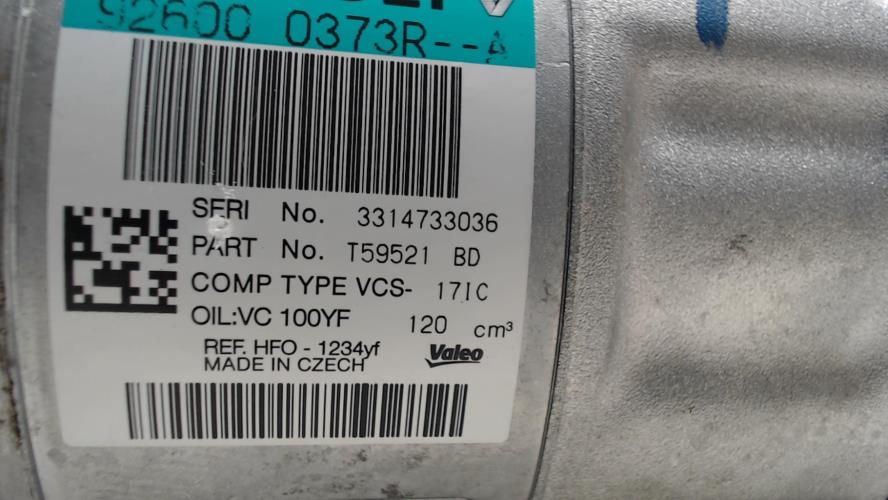 92600 0373R--A
SERI No. 3314733036
PART No. T59521 BD
COMP TYPE VCS- 17IC
OIL:VC 100YF 120 cm³
REF. HFO - 1234yf Valeo
MADE IN CZECH